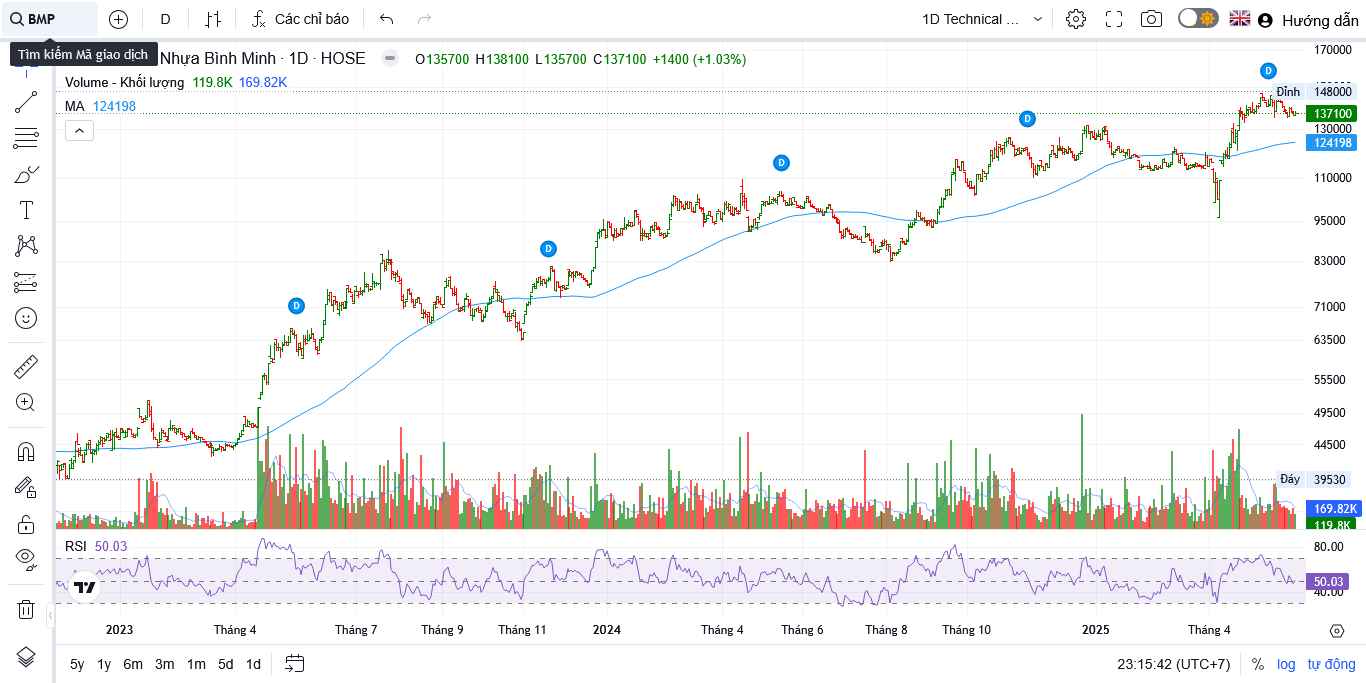 BMP D Các chỉ báo 1D Technical ... Hướng dẫn
Tìm kiếm Mã giao dịch
Nhựa Bình Minh · 1D · HOSE O135700 H138100 L135700 C137100 +1400 (+1.03%)
Volume - Khối lượng 119.8K 169.82K
MA 124198
170000
D
Đỉnh 148000
137100
D
130000
124198
D
110000
95000
D
83000
D
71000
63500
55500
49500
44500
Đáy 39530
169.82K
119.8K
RSI 50.03
80.00
50.03
40.00
2023 Tháng 4 Tháng 7 Tháng 9 Tháng 11 2024 Tháng 4 Tháng 6 Tháng 8 Tháng 10 2025 Tháng 4
5y 1y 6m 3m 1m 5d 1d 23:15:42 (UTC+7) % log tự động